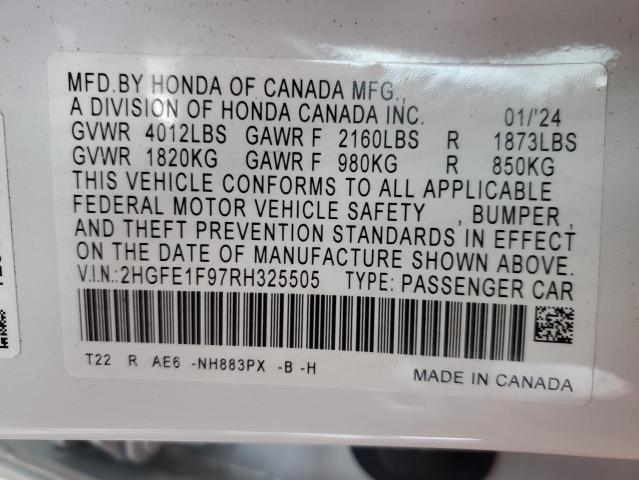 MFD.BY HONDA OF CANADA MFG.,
A DIVISION OF HONDA CANADA INC. 01/'24
GVWR 4012LBS GAWR F 2160LBS R 1873LBS
GVWR 1820KG GAWR F 980KG R 850KG
THIS VEHICLE CONFORMS TO ALL APPLICABLE
FEDERAL MOTOR VEHICLE SAFETY , BUMPER ,
AND THEFT PREVENTION STANDARDS IN EFFECT
ON THE DATE OF MANUFACTURE SHOWN ABOVE.
V.I.N.:2HGFE1F97RH325505 TYPE: PASSENGER CAR
T22 R AE6 -NH883PX -B -H
MADE IN CANADA